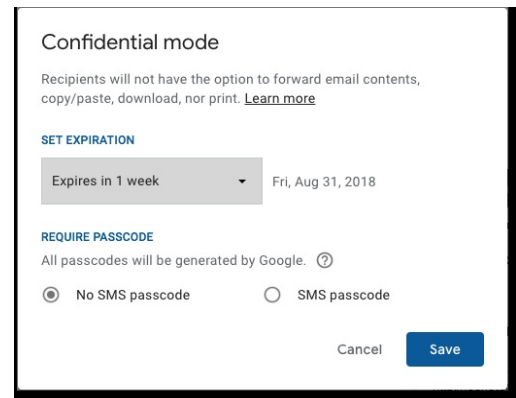 Confidential mode
Recipients will not have the option to forward email contents,
copy/paste, download, nor print. Learn more
SET EXPIRATION
Expires in 1 week Fri, Aug 31, 2018
REQUIRE PASSCODE
All passcodes will be generated by Google. ?
No SMS passcode SMS passcode
Cancel Save